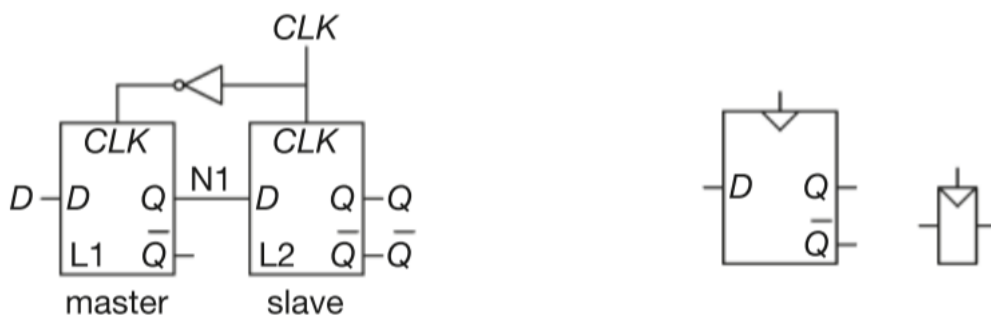 CLK
CLK CLK
D D Q N1 D Q Q D Q
L1 Q̅ L2 Q̅ Q̅ Q̅
master slave